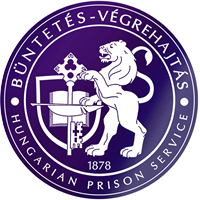 BÜNTETÉS-VÉGREHAJTÁS
1878
HUNGARIAN PRISON SERVICE